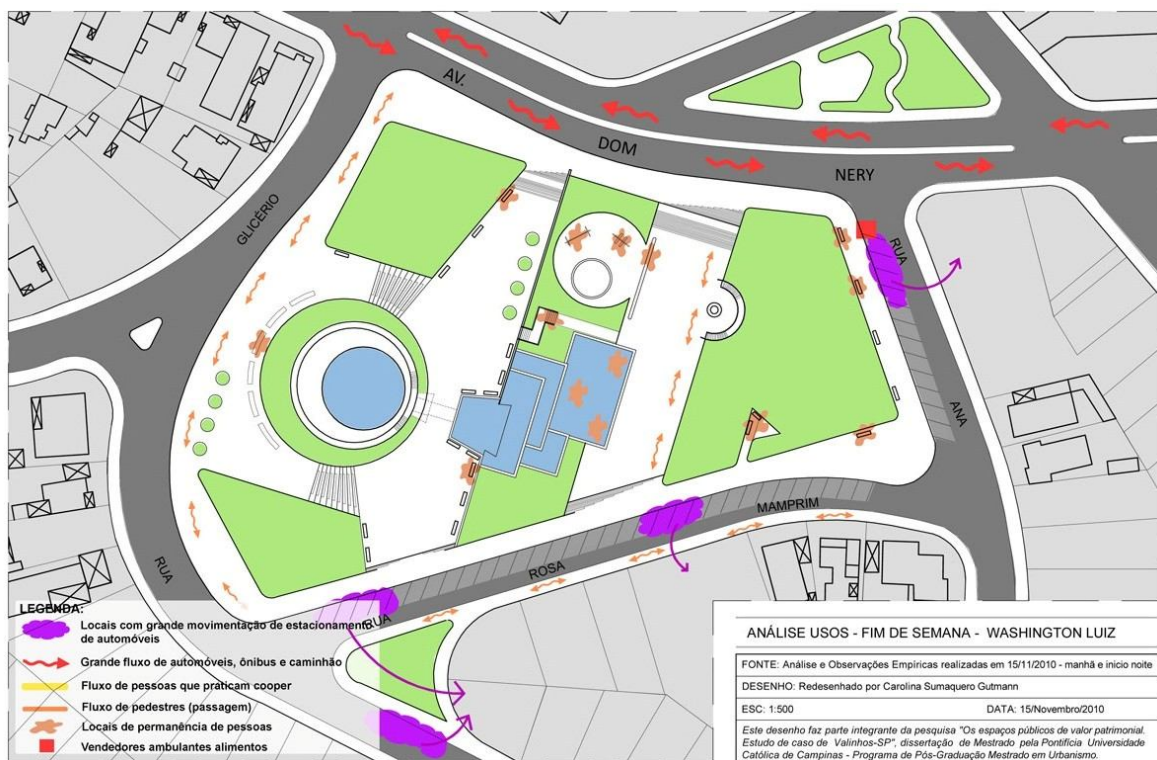 AV.
DOM
NERY
GLICÉRIO
RUA
ANA
MAMPRIM
ROSA
RUA
RUA
LEGENDA:
Locais com grande movimentação de estacionamento
de automóveis
Grande fluxo de automóveis, ônibus e caminhão
Fluxo de pessoas que praticam cooper
Fluxo de pedestres (passagem)
Locais de permanência de pessoas
Vendedores ambulantes alimentos
ANÁLISE USOS - FIM DE SEMANA - WASHINGTON LUIZ
FONTE: Análise e Observações Empíricas realizadas em 15/11/2010 - manhã e inicio noite
DESENHO: Redesenhado por Carolina Sumaquero Gutmann
ESC: 1:500 DATA: 15/Novembro/2010
Este desenho faz parte integrante da pesquisa "Os espaços públicos de valor patrimonial.
Estudo de caso de Valinhos-SP", dissertação de Mestrado pela Pontifícia Universidade
Católica de Campinas - Programa de Pós-Graduação Mestrado em Urbanismo.